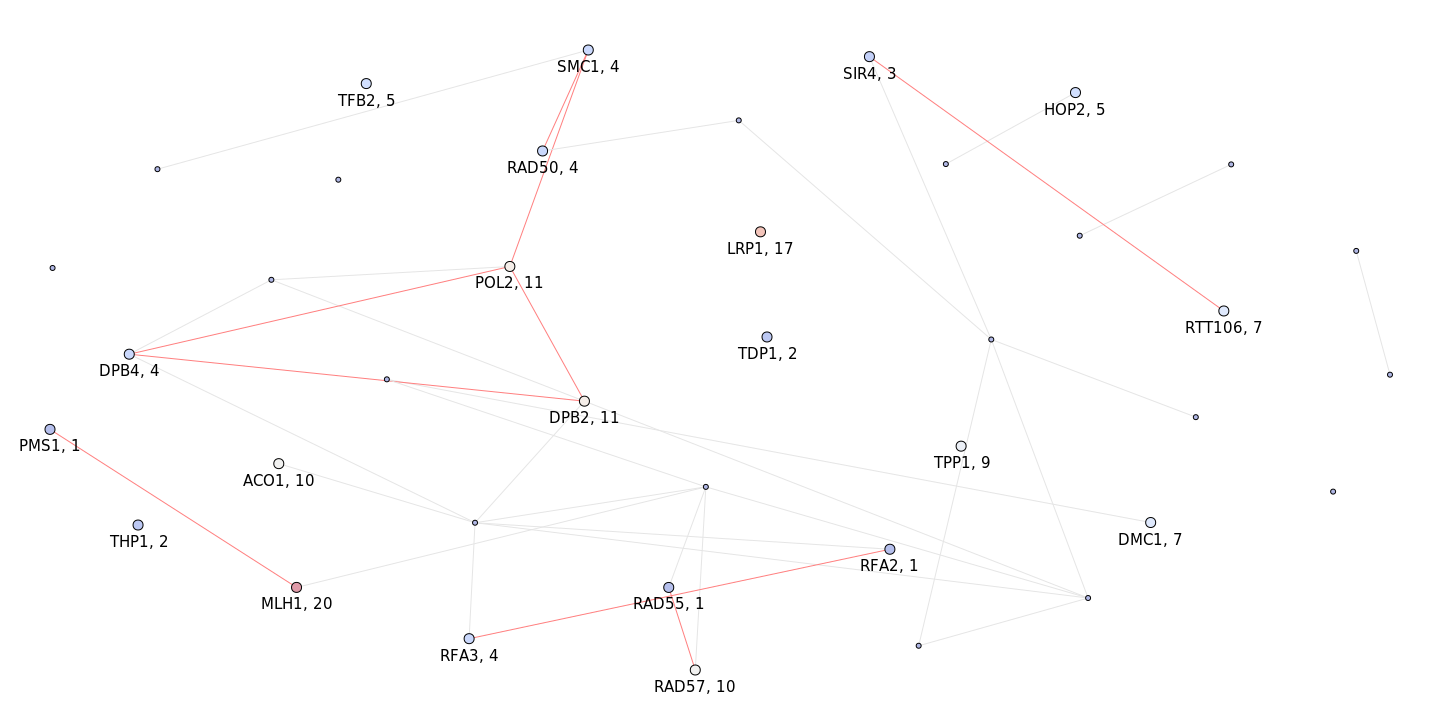 SMC1, 4
SIR4, 3
TFB2, 5
HOP2, 5
RAD50, 4
LRP1, 17
POL2, 11
RTT106, 7
TDP1, 2
DPB4, 4
DPB2, 11
PMS1, 1
TPP1, 9
ACO1, 10
THP1, 2
DMC1, 7
RFA2, 1
MLH1, 20
RAD55, 1
RFA3, 4
RAD57, 10